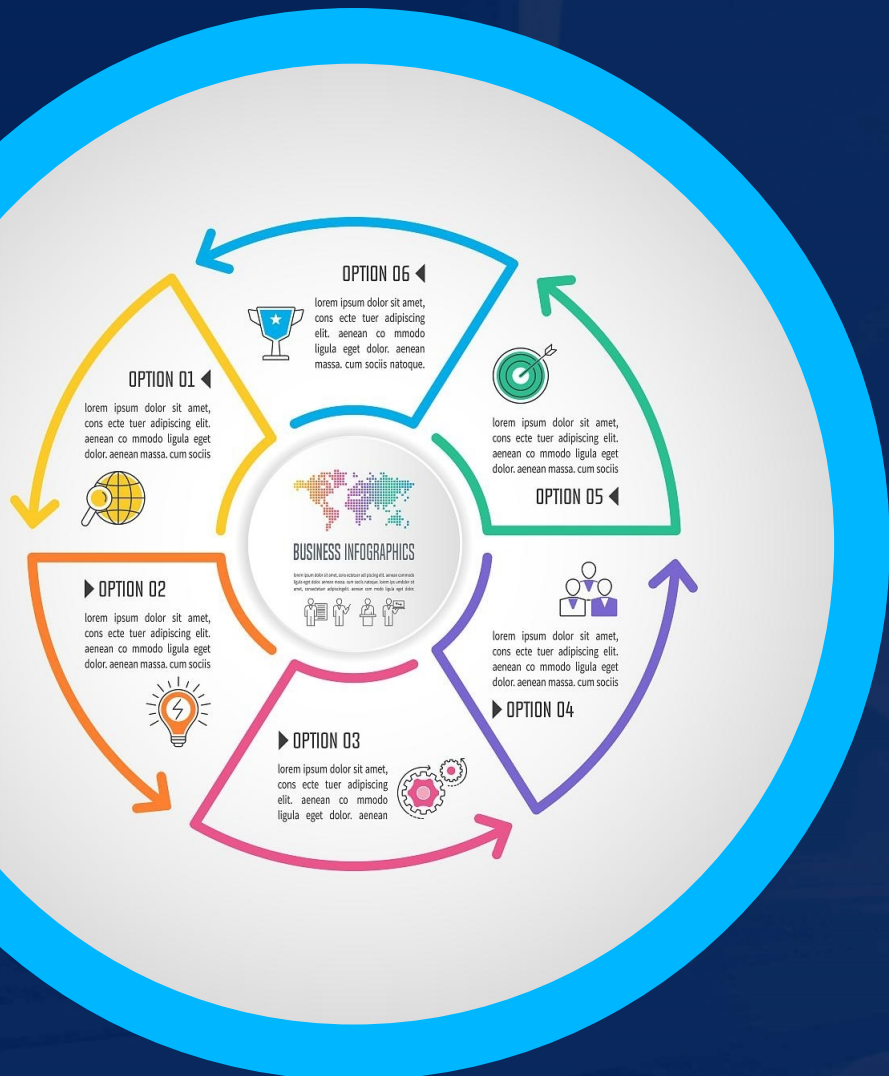 OPTION 06
lorem ipsum dolor sit amet,
cons ecte tuer adipiscing
elit. aenean co mmodo
ligula eget dolor. aenean
massa. cum sociis natoque.
OPTION 01
lorem ipsum dolor sit amet,
cons ecte tuer adipiscing elit.
aenean co mmodo ligula eget
dolor. aenean massa. cum sociis
OPTION 02
lorem ipsum dolor sit amet,
cons ecte tuer adipiscing elit.
aenean co mmodo ligula eget
dolor. aenean massa. cum sociis
OPTION 03
lorem ipsum dolor sit amet,
cons ecte tuer adipiscing
elit. aenean co mmodo
ligula eget dolor. aenean
lorem ipsum dolor sit amet,
cons ecte tuer adipiscing elit.
aenean co mmodo ligula eget
dolor. aenean massa. cum sociis
OPTION 04
lorem ipsum dolor sit amet,
cons ecte tuer adipiscing elit.
aenean co mmodo ligula eget
dolor. aenean massa. cum sociis
OPTION 05
BUSINESS INFOGRAPHICS